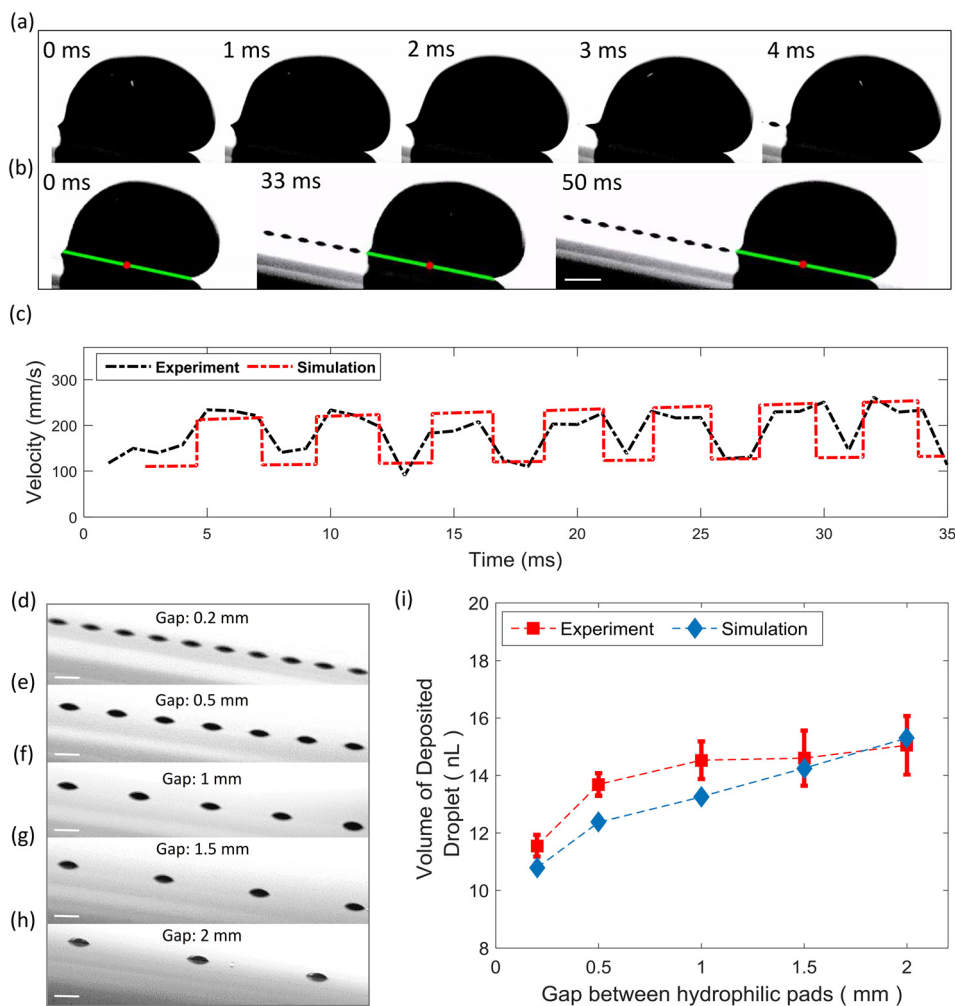 (a)
0 ms 1 ms 2 ms 3 ms 4 ms
(b)
0 ms 33 ms 50 ms
(c)
Experiment Simulation
Velocity (mm/s)
300
200
100
0
0 5 10 15 20 25 30 35
Time (ms)
(d)
Gap: 0.2 mm
(e)
Gap: 0.5 mm
(f)
Gap: 1 mm
(g)
Gap: 1.5 mm
(h)
Gap: 2 mm
(i)
Experiment Simulation
Volume of Deposited
Droplet ( nL )
20
18
16
14
12
10
8
0 0.5 1 1.5 2
Gap between hydrophilic pads ( mm )